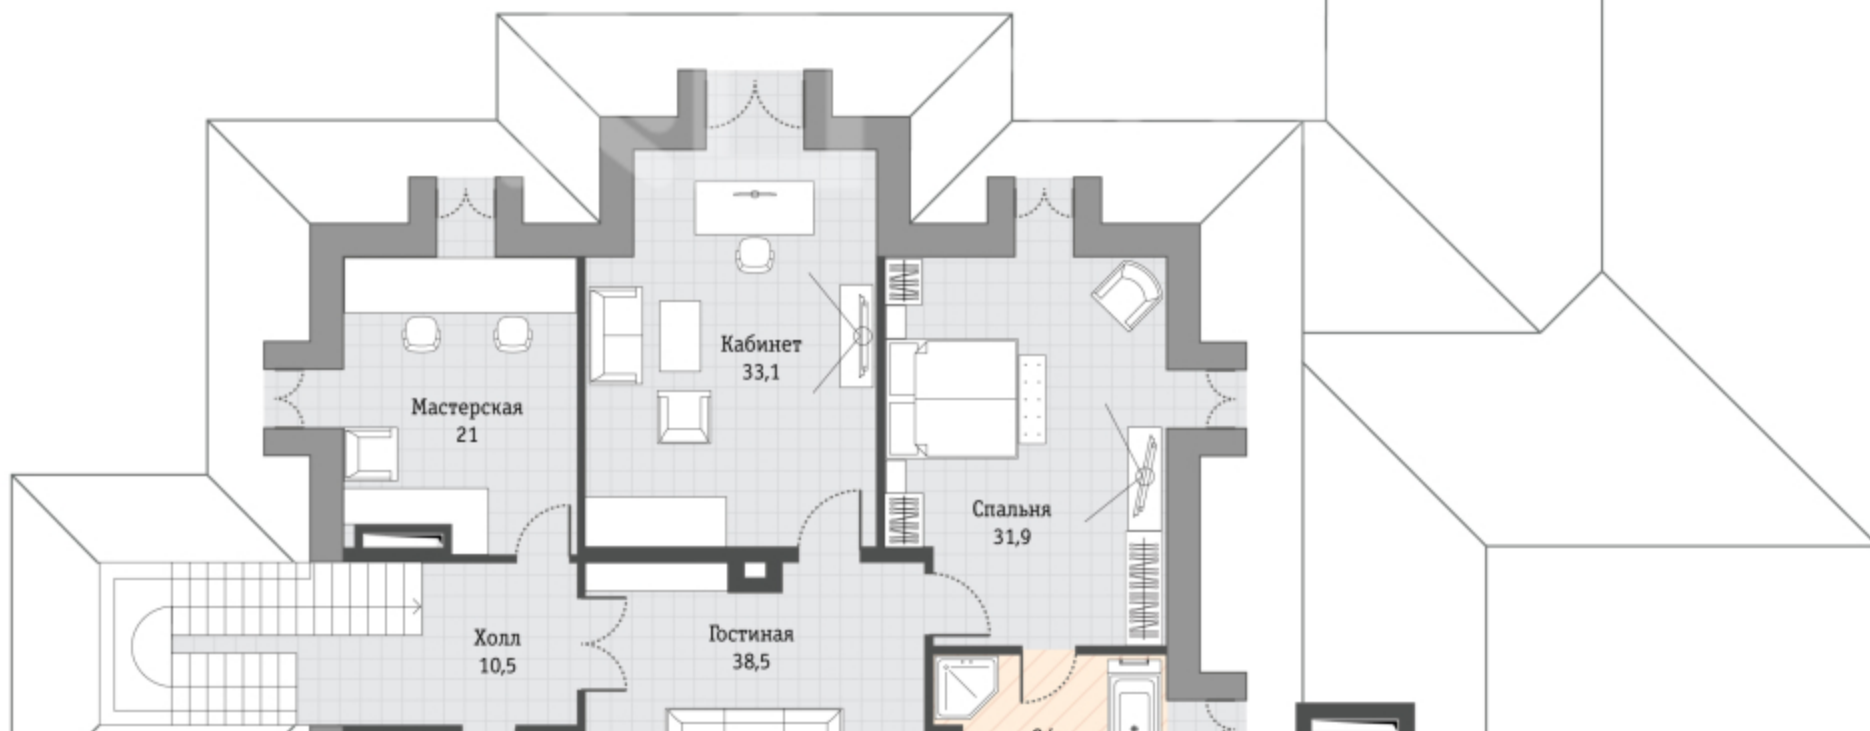 Кабинет
33,1
Мастерская
21
Спальня
31,9
Холл
10,5
Гостиная
38,5